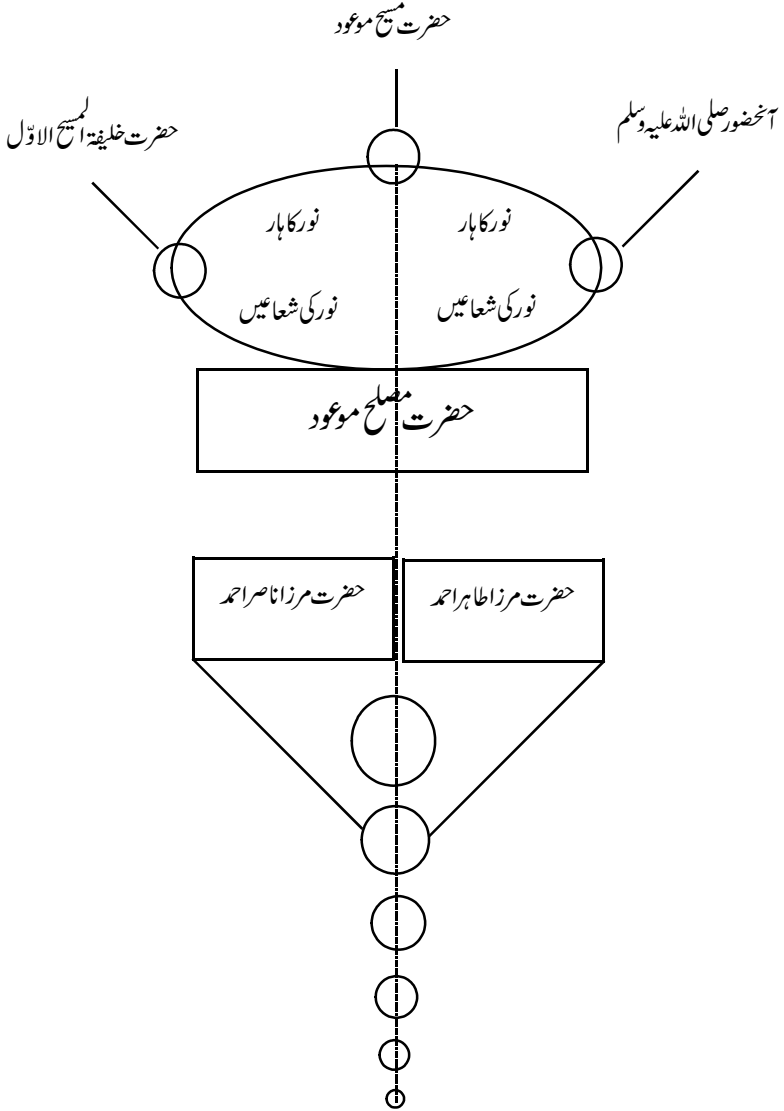 حضرت مسیح موعود
آنحضور صلی اللہ علیہ وسلم
حضرت خلیفۃ المسیح الاوّل
نور کا ہار
نور کا ہار
نور کی شعاعیں
نور کی شعاعیں
حضرت مصلح موعود
حضرت مرزا طاہر احمد
حضرت مرزا ناصر احمد